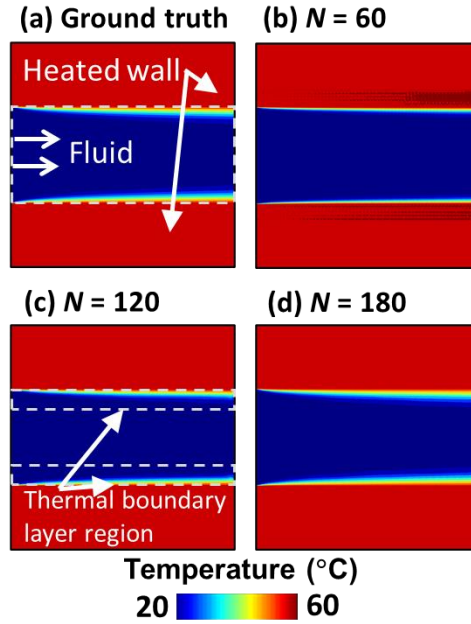 (a) Ground truth
(b) N = 60
Heated wall
Fluid
(c) N = 120
(d) N = 180
Thermal boundary
layer region
Temperature (°C)
20
60